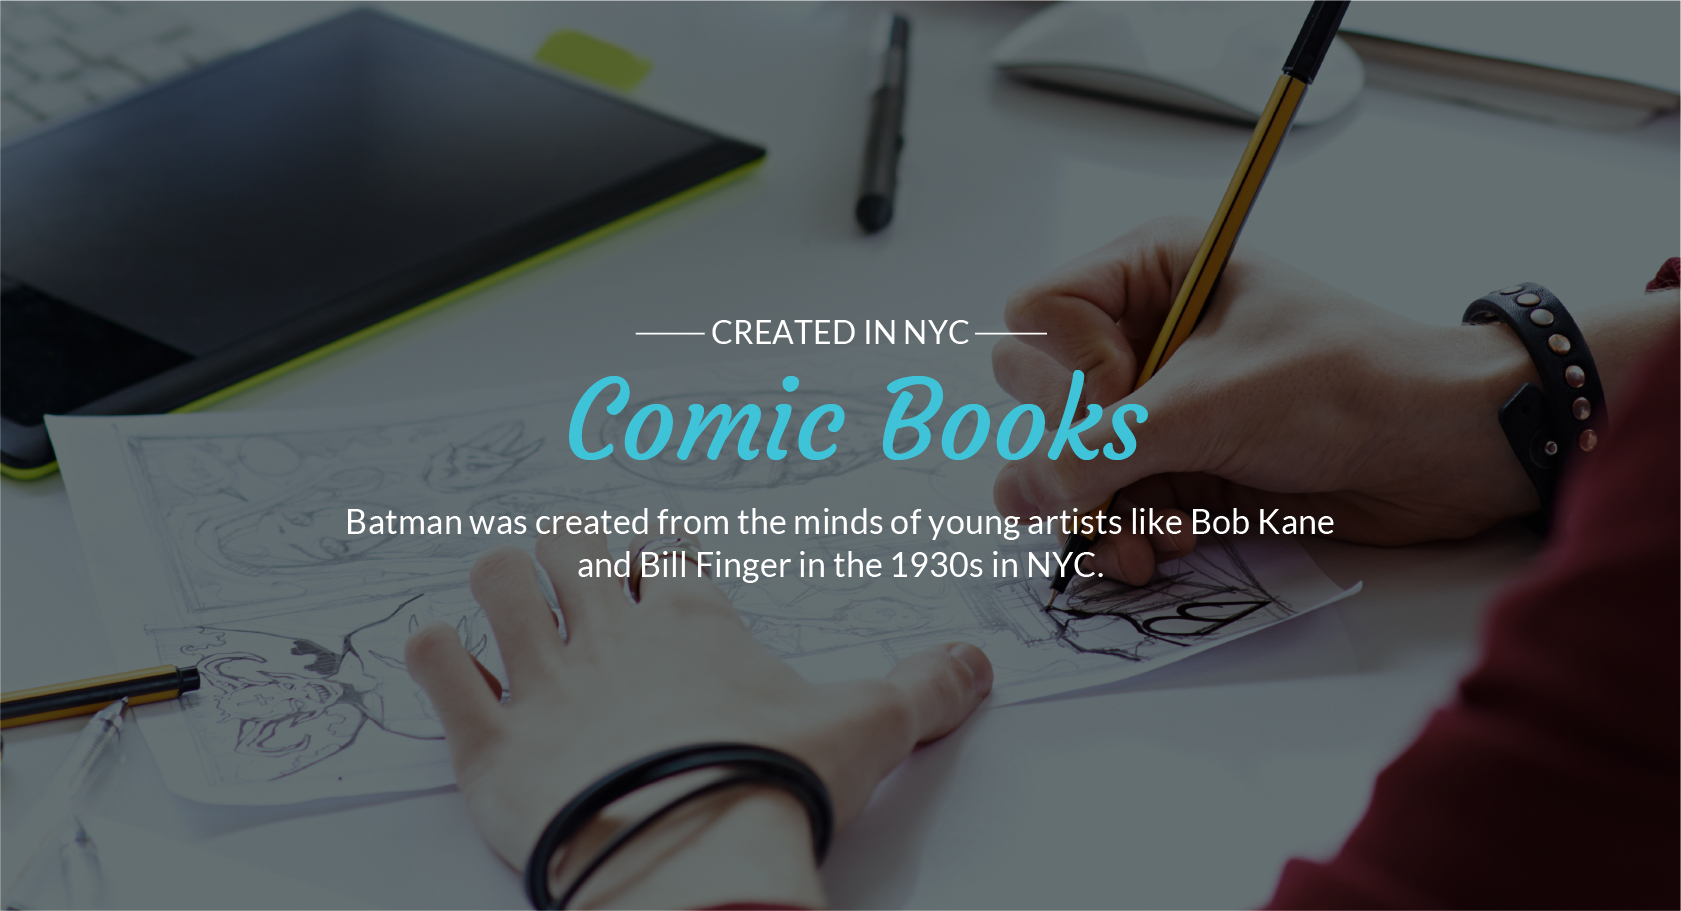 CREATED IN NYC
Comic Books
Batman was created from the minds of young artists like Bob Kane
and Bill Finger in the 1930s in NYC.